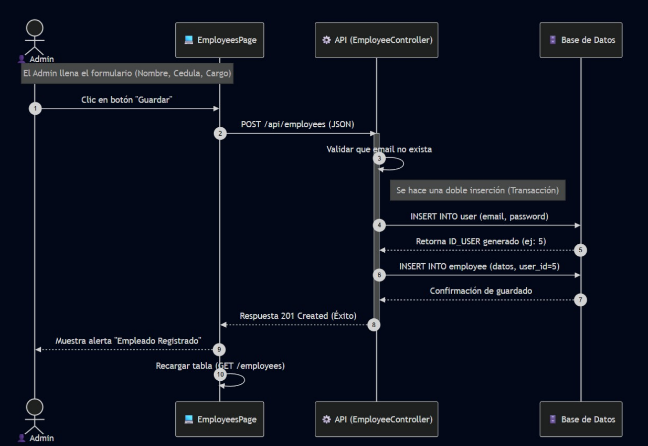 EmployeesPage
API (EmployeeController)
Base de Datos
Admin
El Admin llena el formulario (Nombre, Cedula, Cargo)
1
Clic en botón "Guardar"
2
POST /api/employees (JSON)
Validar que email no exista
3
Se hace una doble inserción (Transacción)
4
INSERT INTO user (email, password)
Retorna ID_USER generado (ej: 5)
5
6
INSERT INTO employee (datos, user_id=5)
Confirmación de guardado
7
Respuesta 201 Created (Éxito)
8
Muestra alerta "Empleado Registrado"
9
Recargar tabla (GET /employees)
10
Admin
EmployeesPage
API (EmployeeController)
Base de Datos